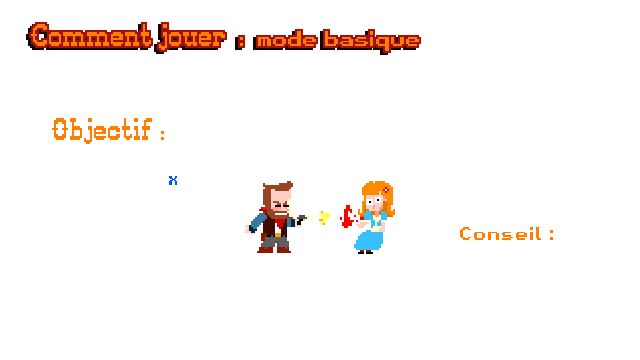 Comment jouer : mode basique
Objectif :
x
Conseil :